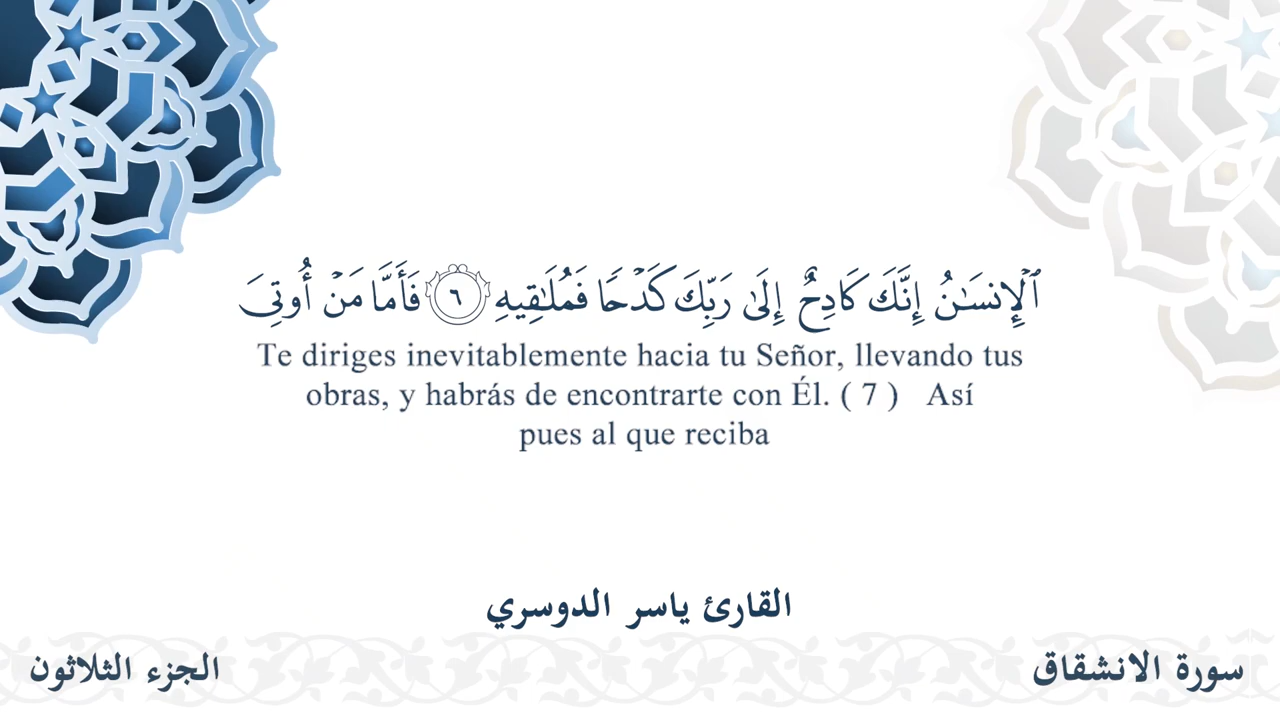 ٱلۡإِنسَـٰنُ إِنَّكَ كَادِحٌ إِلَىٰ رَبِّكَ كَدۡحٗا فَمُلَـٰقِيهِ ٦ فَأَمَّا مَنۡ أُوتِيَ
Te diriges inevitablemente hacia tu Señor, llevando tus
obras, y habrás de encontrarte con Él. ( 7 ) Así
pues al que reciba
القارئ ياسر الدوسري
سورة الانشقاق
الجزء الثلاثون